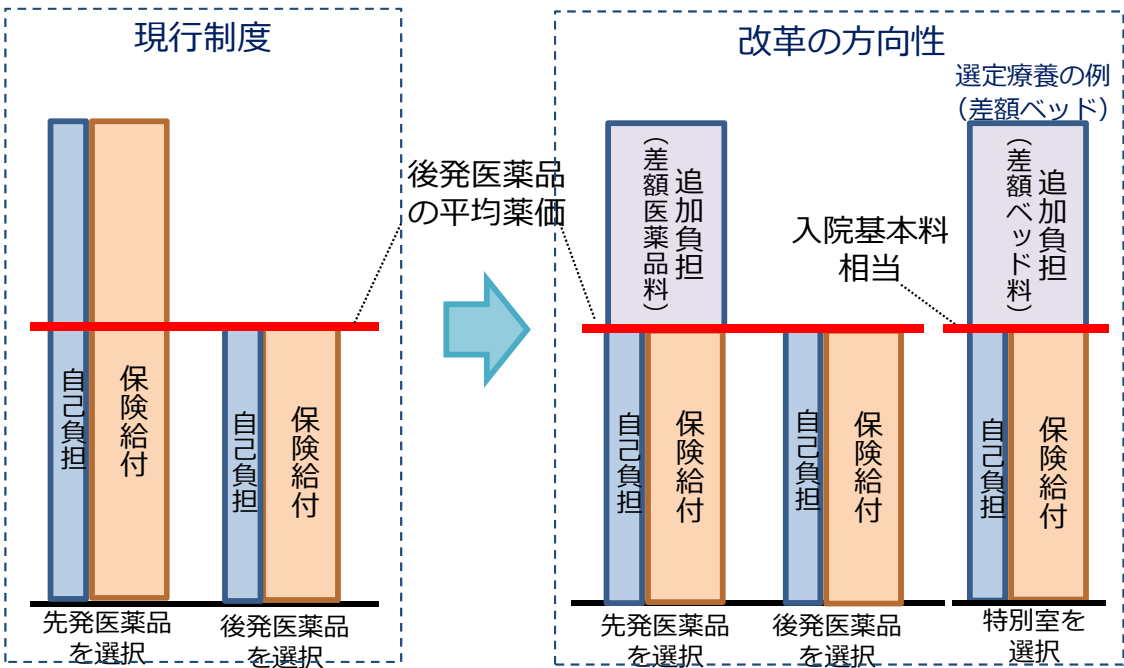 現行制度
自己負担
保険給付
先発医薬品
を選択
自己負担
保険給付
後発医薬品
を選択
後発医薬品
の平均薬価
改革の方向性
追加負担
（差額医薬品料）
自己負担
保険給付
先発医薬品
を選択
自己負担
保険給付
後発医薬品
を選択
入院基本料
相当
選定療養の例
（差額ベッド）
追加負担
（差額ベッド料）
自己負担
保険給付
特別室を
選択